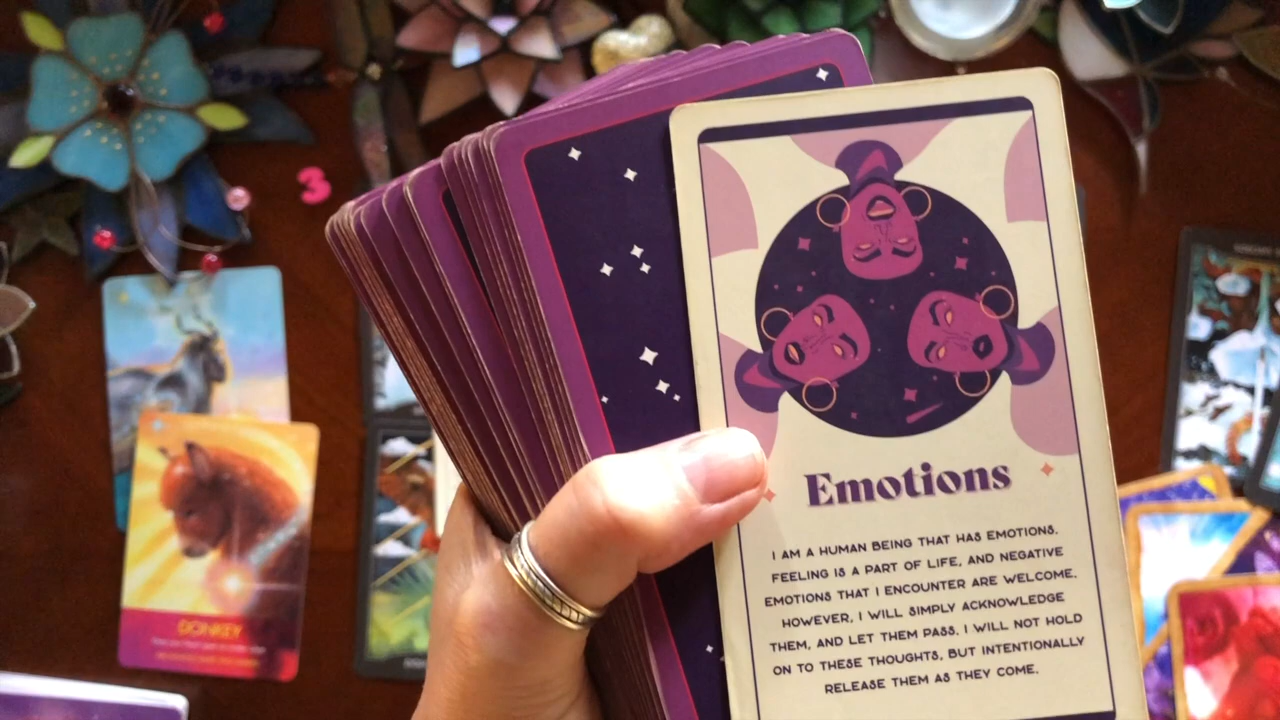 3
Emotions
I AM A HUMAN BEING THAT HAS EMOTIONS.
FEELING IS A PART OF LIFE, AND NEGATIVE
EMOTIONS THAT I ENCOUNTER ARE WELCOME.
HOWEVER, I WILL SIMPLY ACKNOWLEDGE
THEM, AND LET THEM PASS. I WILL NOT HOLD
ON TO THESE THOUGHTS, BUT INTENTIONALLY
RELEASE THEM AS THEY COME.
DONKEY